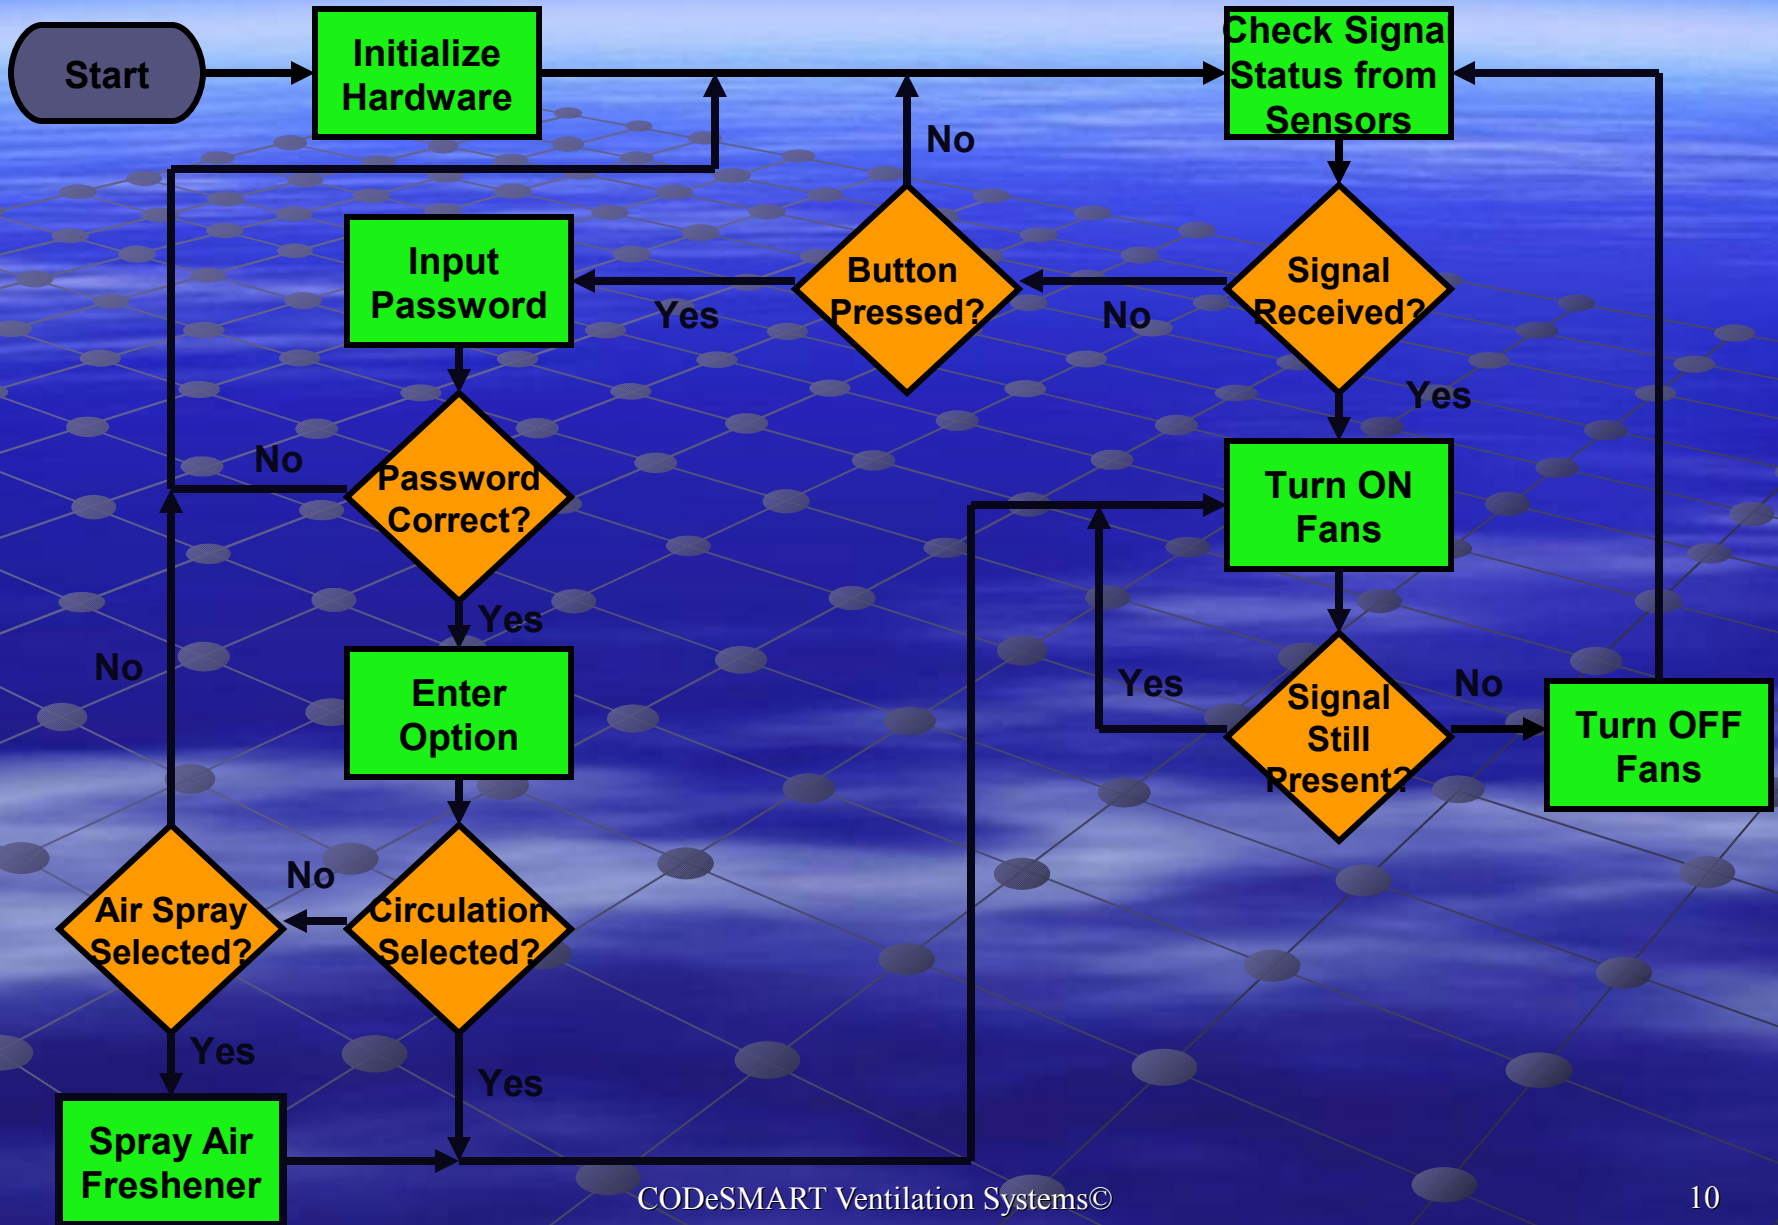 Start
Initialize
Hardware
Check Signa
Status from
Sensors
No
Input
Password
Yes
Button
Pressed?
No
Signal
Received?
Yes
No
Password
Correct?
Turn ON
Fans
Yes
No
Enter
Option
Yes
Signal
Still
Present?
No
Turn OFF
Fans
No
Air Spray
Selected?
Circulation
Selected?
Yes
Yes
Spray Air
Freshener
CODeSMART Ventilation Systems©
10